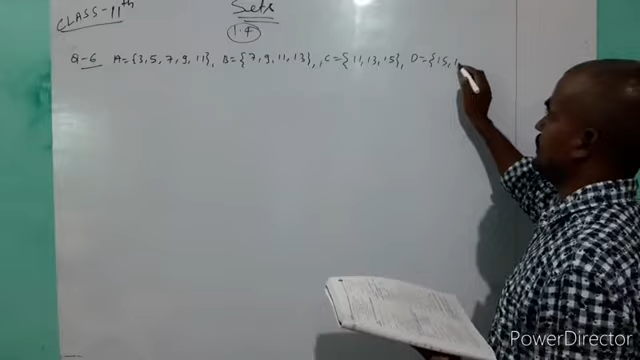 CLASS-11th
Sets
1.4
Q-6 A={3,5,7,9,11}, B={7,9,11,13}, ,C={11,13,15}, D={15,1
PowerDirector